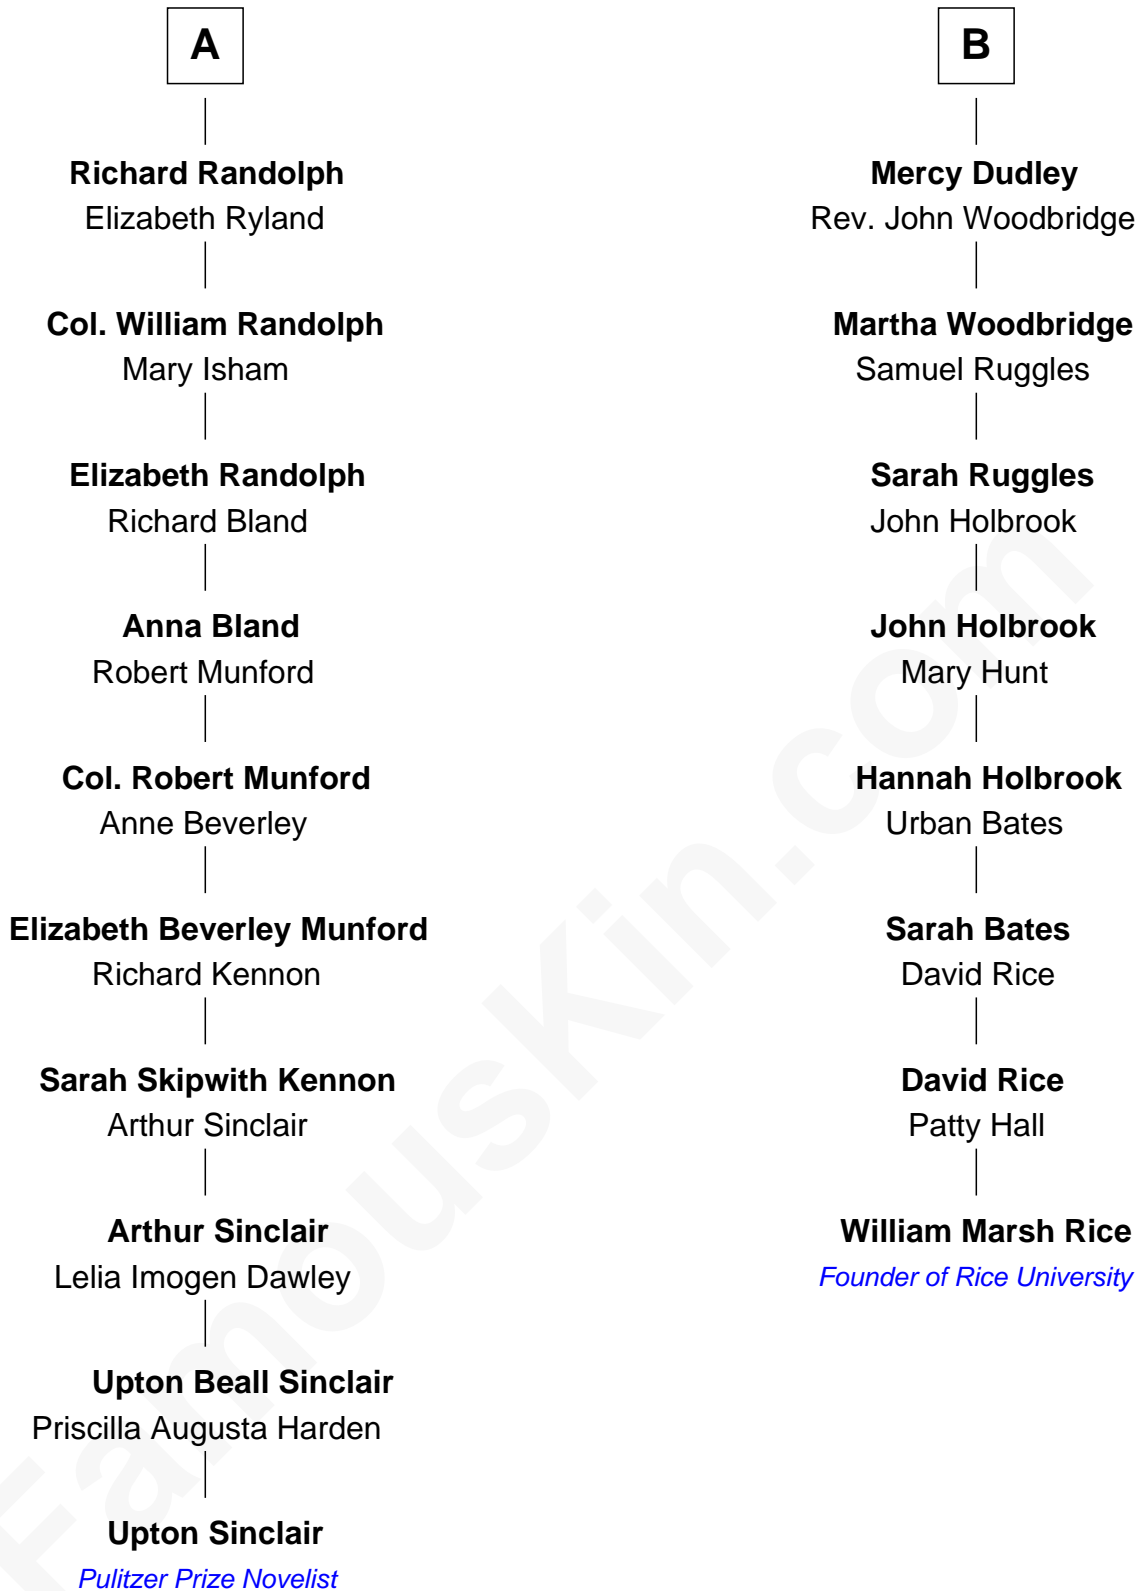 A
Richard Randolph
Elizabeth Ryland
Col. William Randolph
Mary Isham
Elizabeth Randolph
Richard Bland
Anna Bland
Robert Munford
Col. Robert Munford
Anne Beverley
Elizabeth Beverley Munford
Richard Kennon
Sarah Skipwith Kennon
Arthur Sinclair
Arthur Sinclair
Lelia Imogen Dawley
Upton Beall Sinclair
Priscilla Augusta Harden
Upton Sinclair
Pulitzer Prize Novelist
B
Mercy Dudley
Rev. John Woodbridge
Martha Woodbridge
Samuel Ruggles
Sarah Ruggles
John Holbrook
John Holbrook
Mary Hunt
Hannah Holbrook
Urban Bates
Sarah Bates
David Rice
David Rice
Patty Hall
William Marsh Rice
Founder of Rice University
FamousKin.com